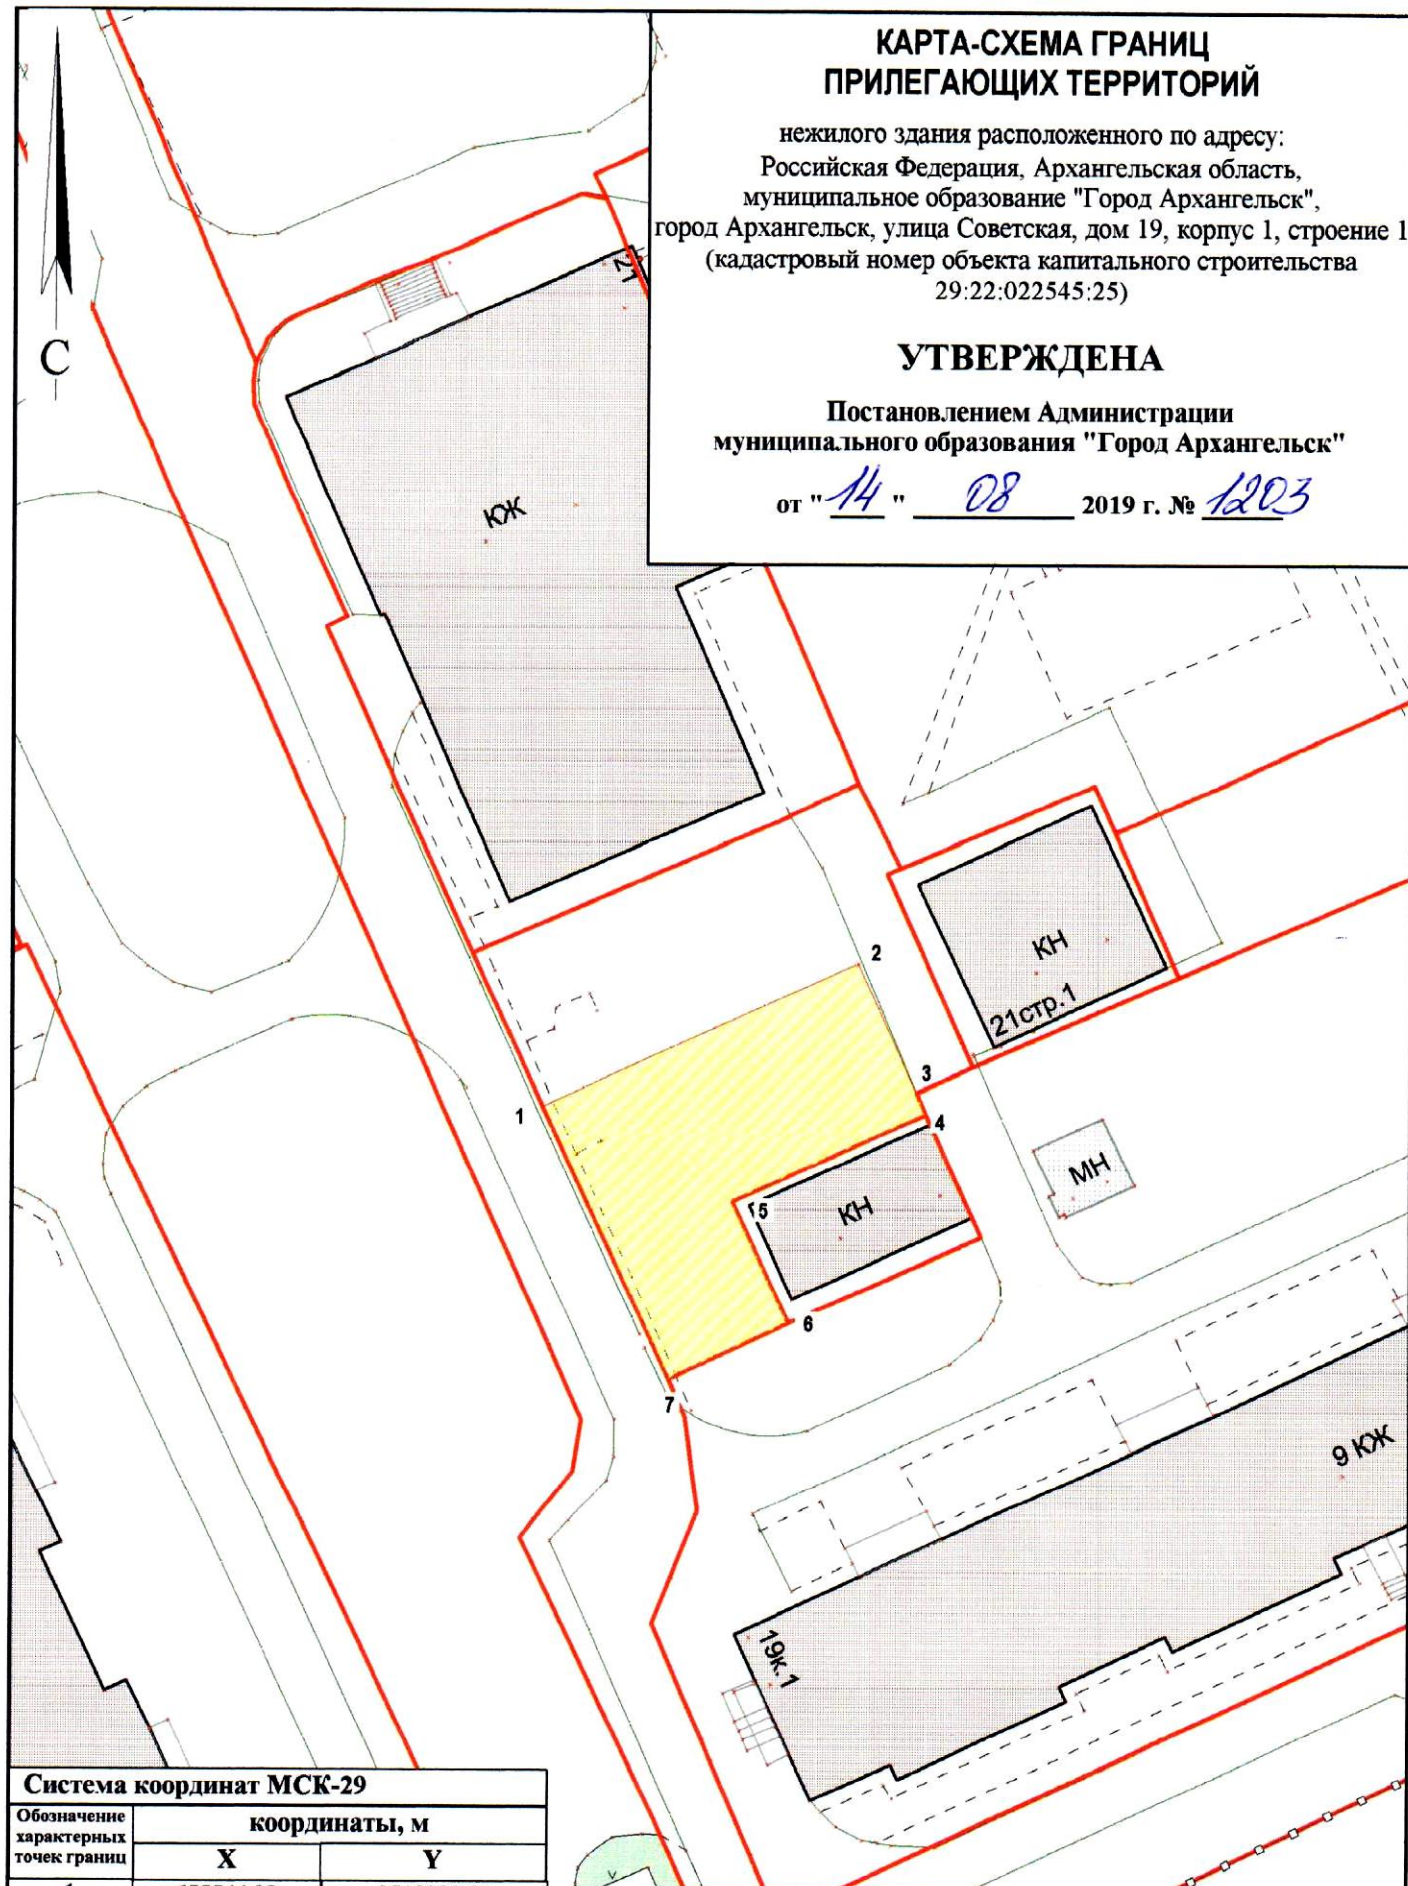 КАРТА-СХЕМА ГРАНИЦ
ПРИЛЕГАЮЩИХ ТЕРРИТОРИЙ
нежилого здания расположенного по адресу:
Российская Федерация, Архангельская область,
муниципальное образование "Город Архангельск",
город Архангельск, улица Советская, дом 19, корпус 1, строение 1
(кадастровый номер объекта капитального строительства
29:22:022545:25)
УТВЕРЖДЕНА
Постановлением Администрации
муниципального образования "Город Архангельск"
от "14" 08 2019 г. № 1203
С
21
КЖ
КН
21стр.1
2
3
1
4
МН
5
КН
6
7
9 КЖ
19к.1
Система координат МСК-29
Обозначение
характерных
точек границ
координаты, м
X
Y